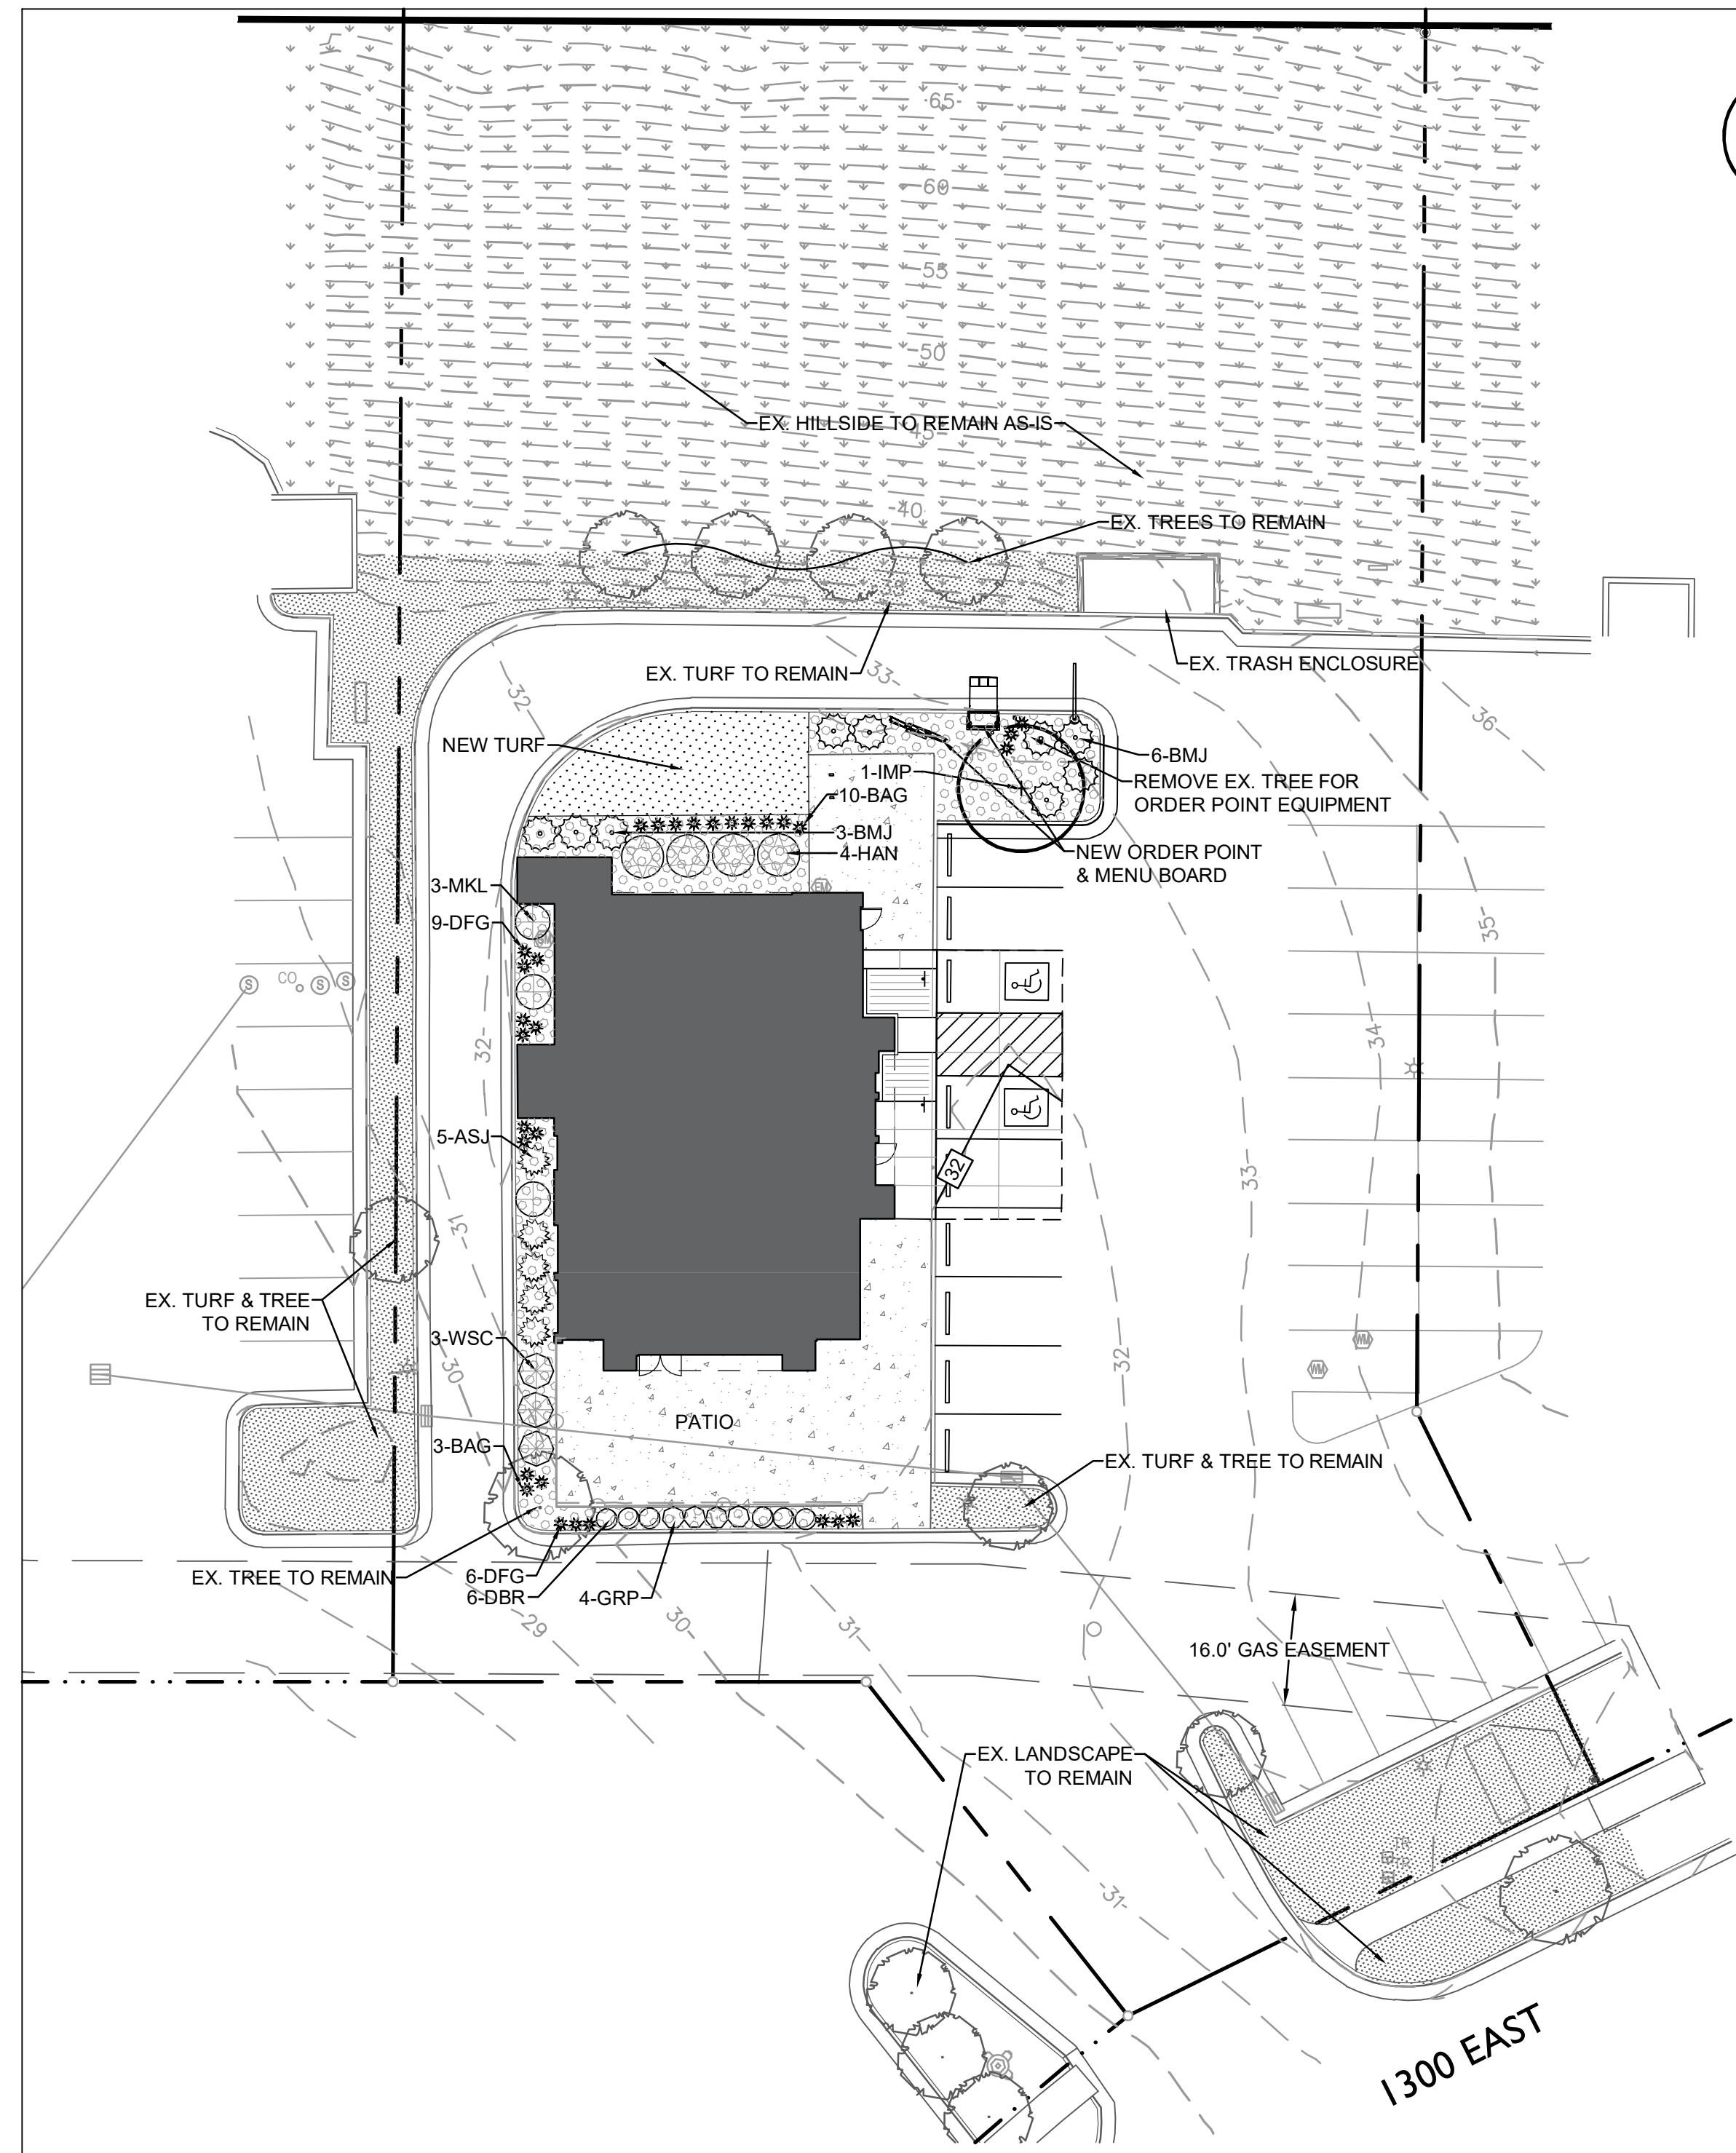 -65-
-60
-55
-50
EX. HILLSIDE TO REMAIN AS-IS
-45-
-40
EX. TREES TO REMAIN
EX. TRASH ENCLOSURE
EX. TURF TO REMAIN
-33-
-32-
36
NEW TURF
6-BMJ
1-IMP
REMOVE EX. TREE FOR
ORDER POINT EQUIPMENT
10-BAG
3-BMJ
4-HAN
NEW ORDER POINT
& MENU BOARD
3-MKL
9-DFG
-35-
CO
S
S
S
32-
34
5-ASJ
32
33-
31
EX. TURF & TREE
TO REMAIN
3-WSC
WM
WM
30
32
PATIO
3-BAG
EX. TURF & TREE TO REMAIN
EX. TREE TO REMAIN
6-DFG
6-DBR
4-GRP
-29
30-
31-
16.0' GAS EASEMENT
EX. LANDSCAPE
TO REMAIN
TR
-31-
1300 EAST